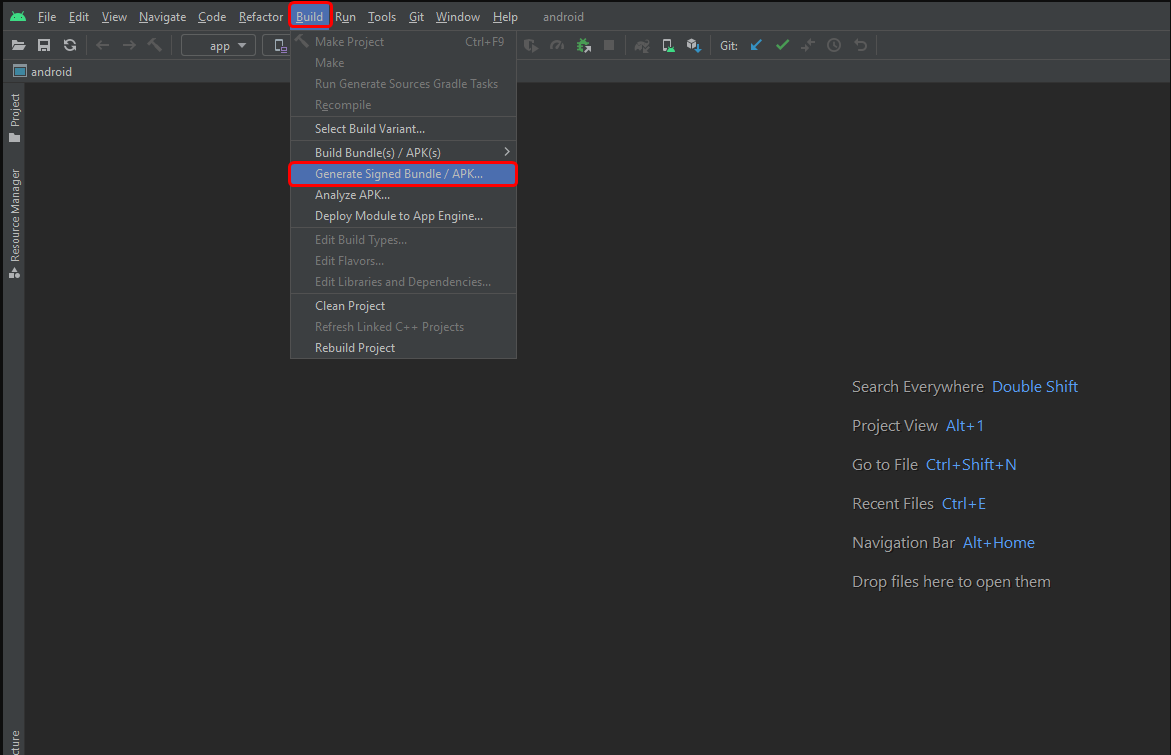 File Edit View Navigate Code Refactor Build Run Tools Git Window Help android
app Git:
android
Project
Resource Manager
Make Project Ctrl+F9
Make
Run Generate Sources Gradle Tasks
Recompile
Select Build Variant...
Build Bundle(s) / APK(s)
Generate Signed Bundle / APK...
Analyze APK...
Deploy Module to App Engine...
Edit Build Types...
Edit Flavors...
Edit Libraries and Dependencies...
Clean Project
Refresh Linked C++ Projects
Rebuild Project
Search Everywhere Double Shift
Project View Alt+1
Go to File Ctrl+Shift+N
Recent Files Ctrl+E
Navigation Bar Alt+Home
Drop files here to open them